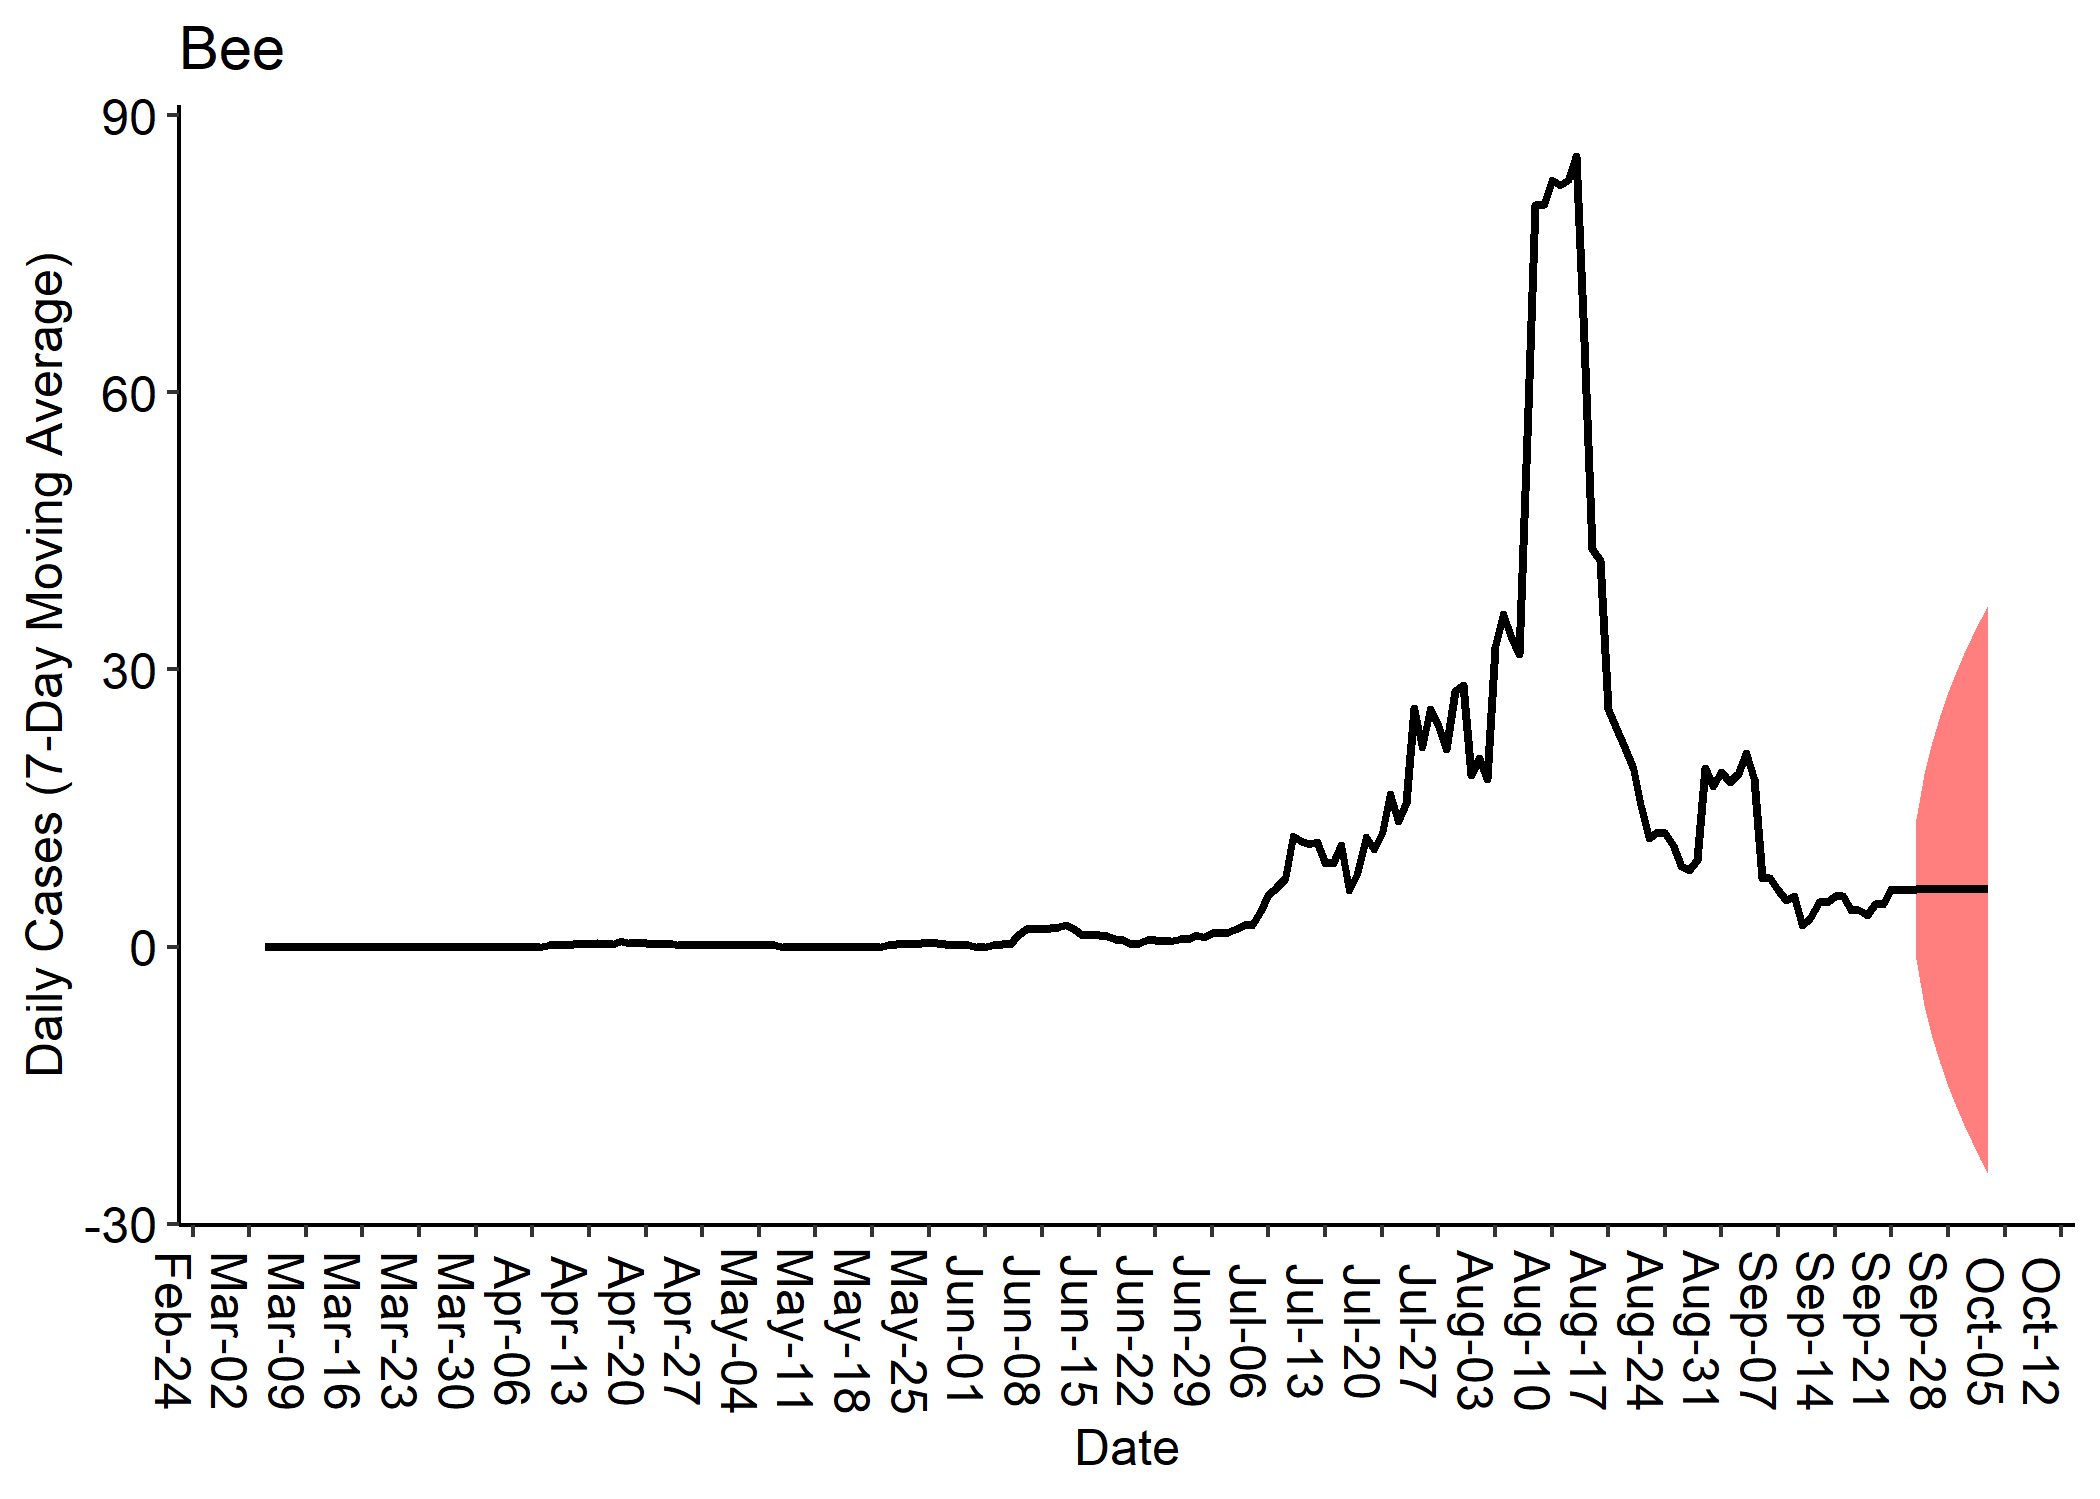 Bee
Daily Cases (7-Day Moving Average)
90
60
30
0
-30
Feb-24
Mar-02
Mar-09
Mar-16
Mar-23
Mar-30
Apr-06
Apr-13
Apr-20
Apr-27
May-04
May-11
May-18
May-25
Jun-01
Jun-08
Jun-15
Jun-22
Jun-29
Jul-06
Jul-13
Jul-20
Jul-27
Aug-03
Aug-10
Aug-17
Aug-24
Aug-31
Sep-07
Sep-14
Sep-21
Sep-28
Oct-05
Oct-12
Date